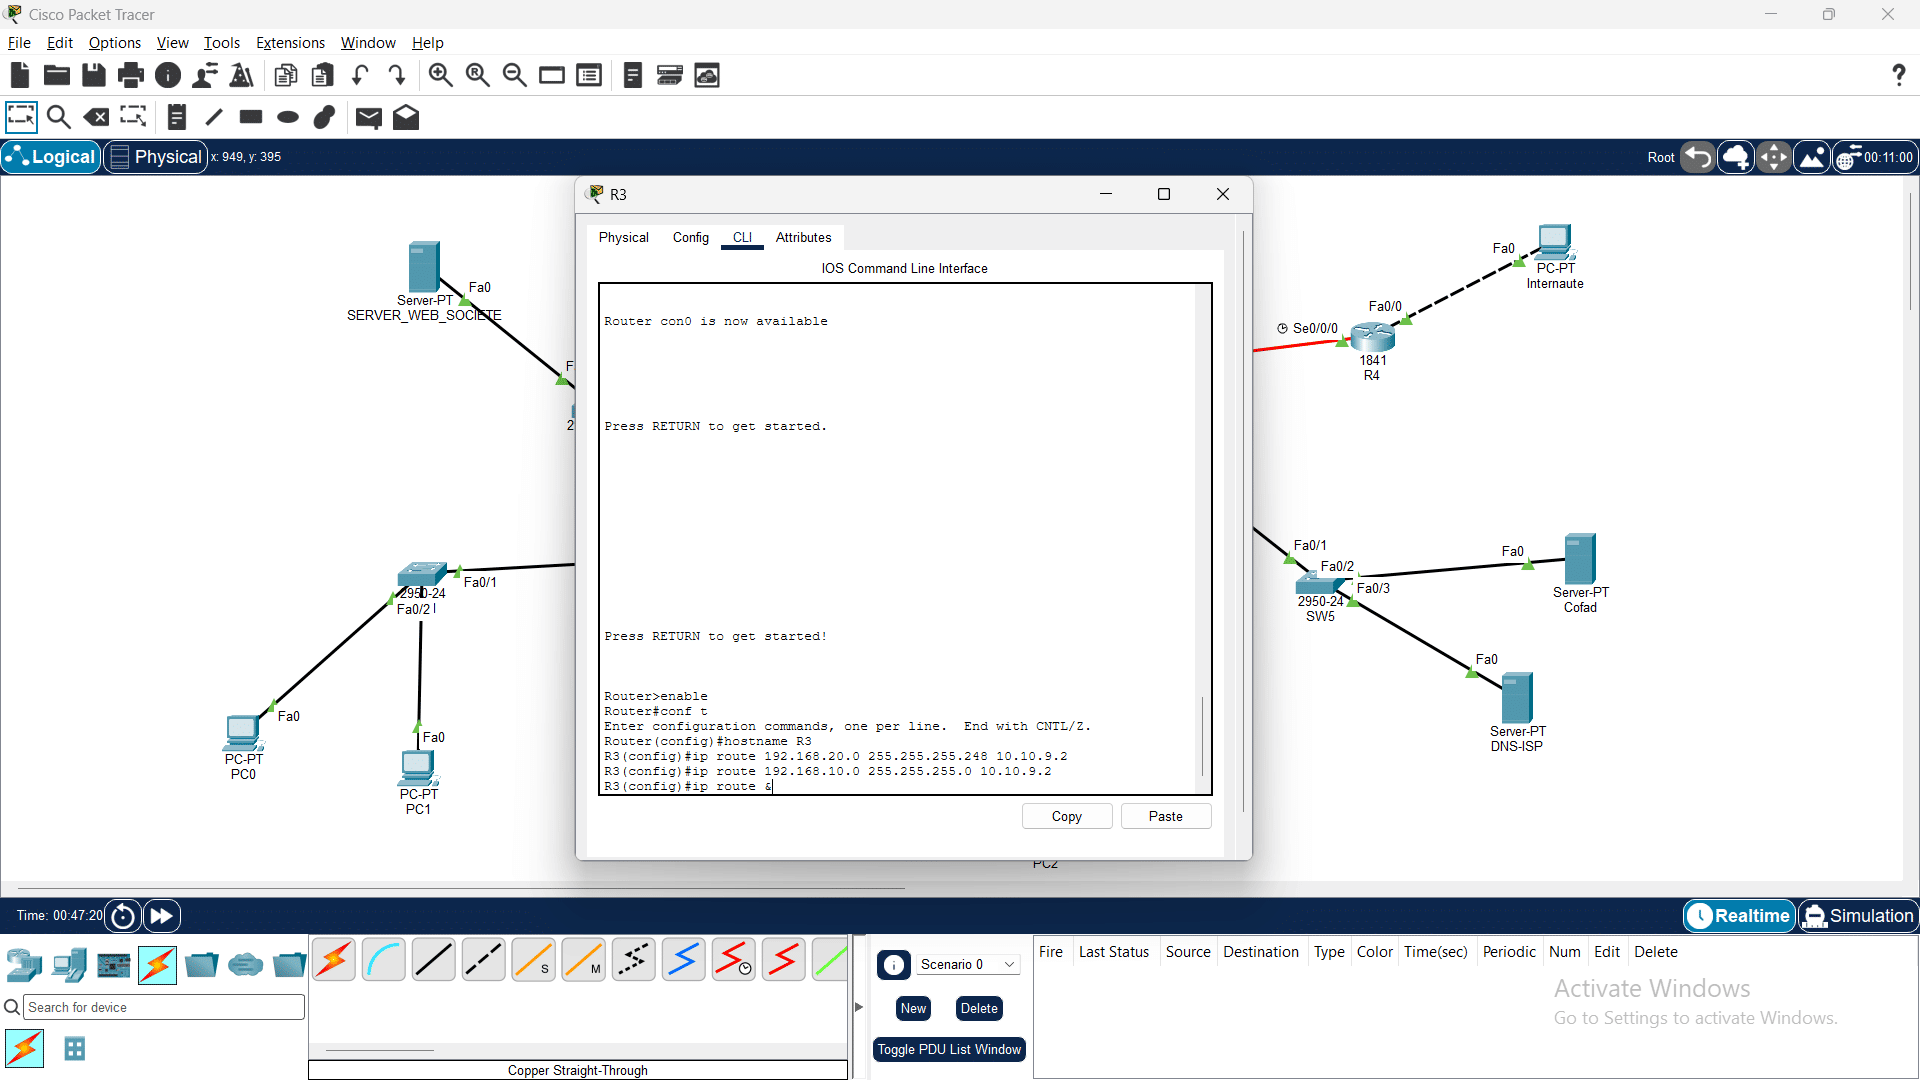 Cisco Packet Tracer
File Edit Options View Tools Extensions Window Help
Logical Physical x: 949, y: 395 Root 00:11:00
R3
Physical Config CLI Attributes
IOS Command Line Interface
Router con0 is now available
Press RETURN to get started.
Press RETURN to get started!
Router>enable
Router#conf t
Enter configuration commands, one per line.  End with CNTL/Z.
Router(config)#hostname R3
R3(config)#ip route 192.168.20.0 255.255.255.248 10.10.9.2
R3(config)#ip route 192.168.10.0 255.255.255.0 10.10.9.2
R3(config)#ip route &
Copy Paste
Fa0
Server-PT
SERVER_WEB_SOCIETE
F
2
Fa0/1
2950-24
Fa0/2
Fa0
PC-PT
PC0
Fa0
PC-PT
PC1
Fa0
PC-PT
Internaute
Fa0/0
Se0/0/0
1841
R4
Fa0/1
Fa0/2
Fa0/3
2950-24
SW5
Fa0
Server-PT
Cofad
Fa0
Server-PT
DNS-ISP
PC2
Time: 00:47:20 Realtime Simulation
Search for device
S
M
Copper Straight-Through
Scenario 0
New Delete
Toggle PDU List Window
Fire Last Status Source Destination Type Color Time(sec) Periodic Num Edit Delete
Activate Windows
Go to Settings to activate Windows.